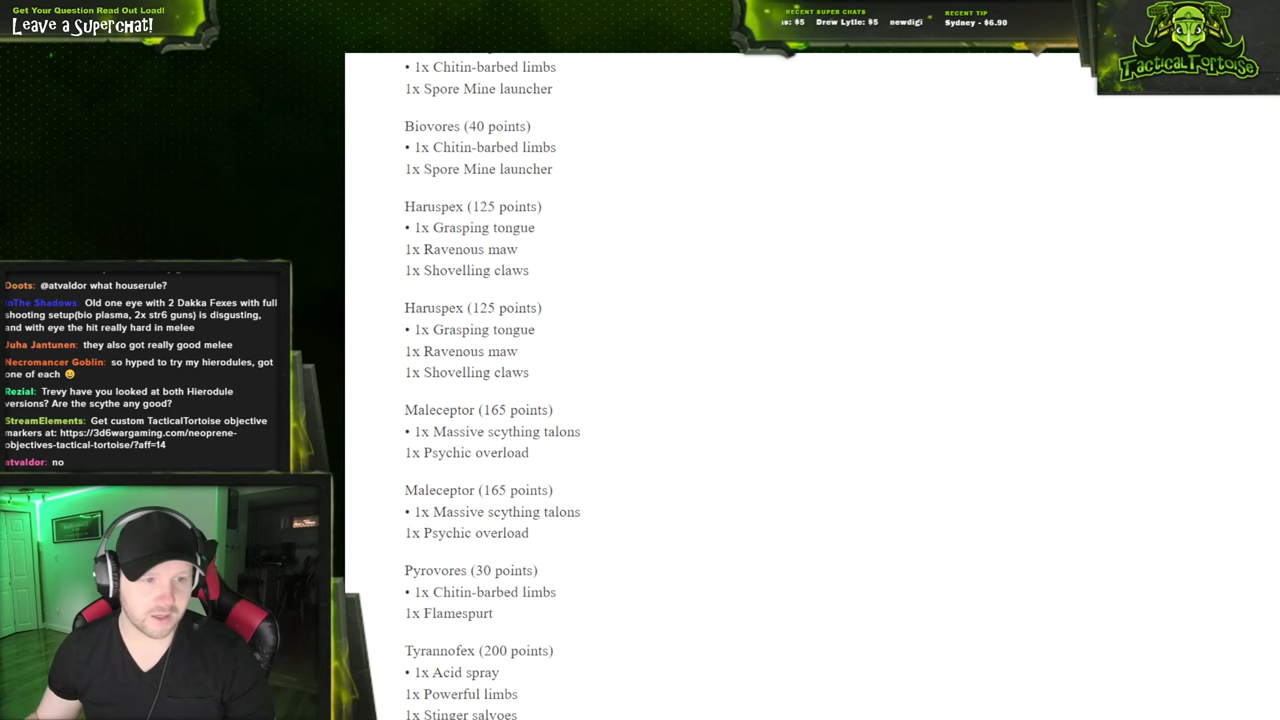 Get Your Question Read Out Load!
Leave a Superchat!
RECENT SUPER CHATS
is: $5 Drew Lytle: $5 newdigi
RECENT TIP
Sydney - $6.90
TACTICALTORTOISE
• 1x Chitin-barbed limbs
1x Spore Mine launcher
Biovores (40 points)
• 1x Chitin-barbed limbs
1x Spore Mine launcher
Haruspex (125 points)
• 1x Grasping tongue
1x Ravenous maw
1x Shovelling claws
Haruspex (125 points)
• 1x Grasping tongue
1x Ravenous maw
1x Shovelling claws
Maleceptor (165 points)
• 1x Massive scything talons
1x Psychic overload
Maleceptor (165 points)
• 1x Massive scything talons
1x Psychic overload
Pyrovores (30 points)
• 1x Chitin-barbed limbs
1x Flamespurt
Tyrannofex (200 points)
• 1x Acid spray
1x Powerful limbs
1x Stinger salvoes
Doots: @atvaldor what houserule?
InThe Shadows: Old one eye with 2 Dakka Fexes with full
shooting setup(bio plasma, 2x str6 guns) is disgusting,
and with eye the hit really hard in melee
Juha Jantunen: they also got really good melee
Necromancer Goblin: so hyped to try my hierodules, got
one of each
Rezial: Trevy have you looked at both Hierodule
versions? Are the scythe any good?
StreamElements: Get custom TacticalTortoise objective
markers at: https://3d6wargaming.com/neoprene-
objectives-tactical-tortoise/?aff=14
atvaldor: no